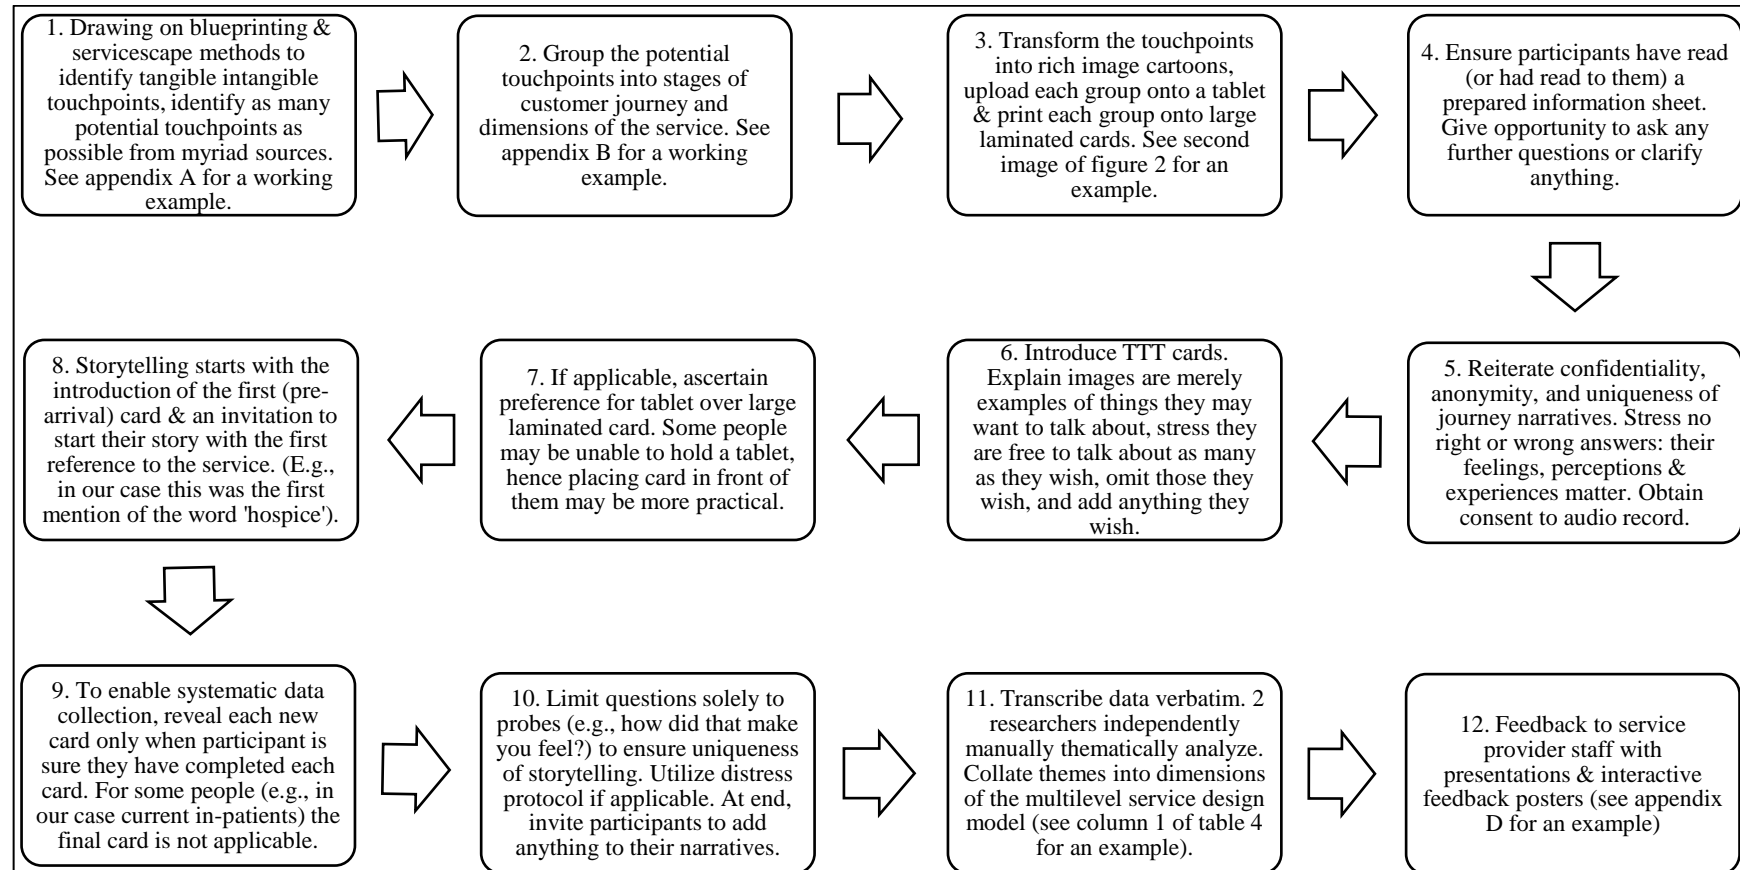 1. Drawing on blueprinting &
servicescape methods to
identify tangible intangible
touchpoints, identify as many
potential touchpoints as
possible from myriad sources.
See appendix A for a working
example.
2. Group the potential
touchpoints into stages of
customer journey and
dimensions of the service. See
appendix B for a working
example.
3. Transform the touchpoints
into rich image cartoons,
upload each group onto a tablet
& print each group onto large
laminated cards. See second
image of figure 2 for an
example.
4. Ensure participants have read
(or had read to them) a
prepared information sheet.
Give opportunity to ask any
further questions or clarify
anything.
5. Reiterate confidentiality,
anonymity, and uniqueness of
journey narratives. Stress no
right or wrong answers: their
feelings, perceptions &
experiences matter. Obtain
consent to audio record.
6. Introduce TTT cards.
Explain images are merely
examples of things they may
want to talk about, stress they
are free to talk about as many
as they wish, omit those they
wish, and add anything they
wish.
7. If applicable, ascertain
preference for tablet over large
laminated card. Some people
may be unable to hold a tablet,
hence placing card in front of
them may be more practical.
8. Storytelling starts with the
introduction of the first (pre-
arrival) card & an invitation to
start their story with the first
reference to the service. (E.g.,
in our case this was the first
mention of the word 'hospice').
9. To enable systematic data
collection, reveal each new
card only when participant is
sure they have completed each
card. For some people (e.g., in
our case current in-patients) the
final card is not applicable.
10. Limit questions solely to
probes (e.g., how did that make
you feel?) to ensure uniqueness
of storytelling. Utilize distress
protocol if applicable. At end,
invite participants to add
anything to their narratives.
11. Transcribe data verbatim. 2
researchers independently
manually thematically analyze.
Collate themes into dimensions
of the multilevel service design
model (see column 1 of table 4
for an example).
12. Feedback to service
provider staff with
presentations & interactive
feedback posters (see appendix
D for an example)